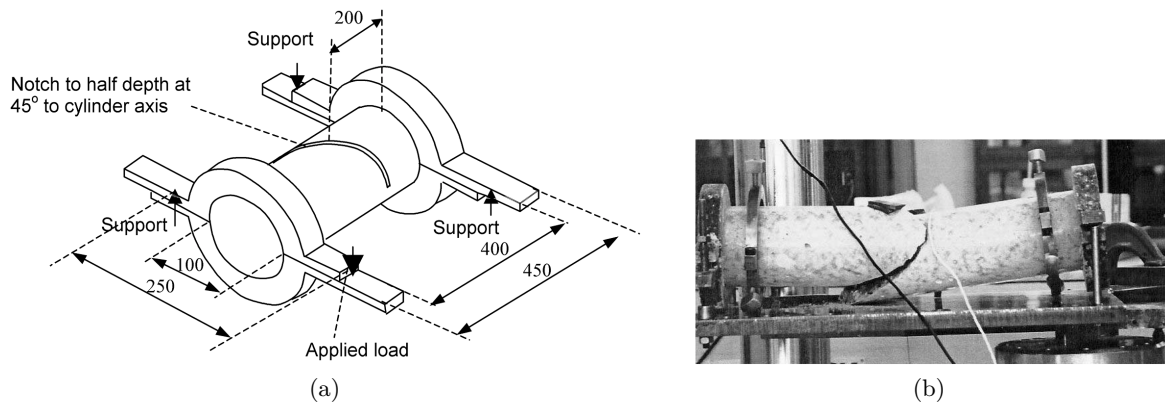 200
Support
Notch to half depth at
45° to cylinder axis
Support
Support
100
250
400
450
Applied load
(a)
(b)